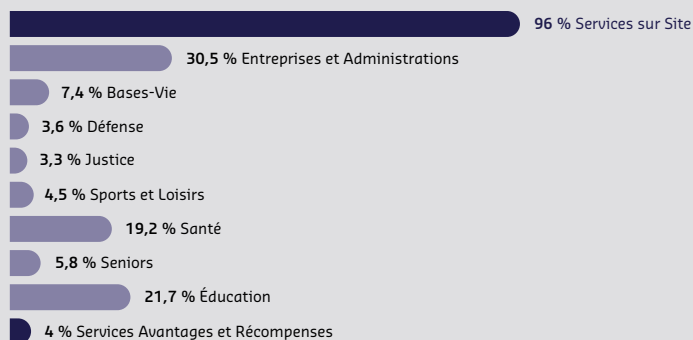 96 % Services sur Site
30,5 % Entreprises et Administrations
7,4 % Bases-Vie
3,6 % Défense
3,3 % Justice
4,5 % Sports et Loisirs
19,2 % Santé
5,8 % Seniors
21,7 % Éducation
4 % Services Avantages et Récompenses